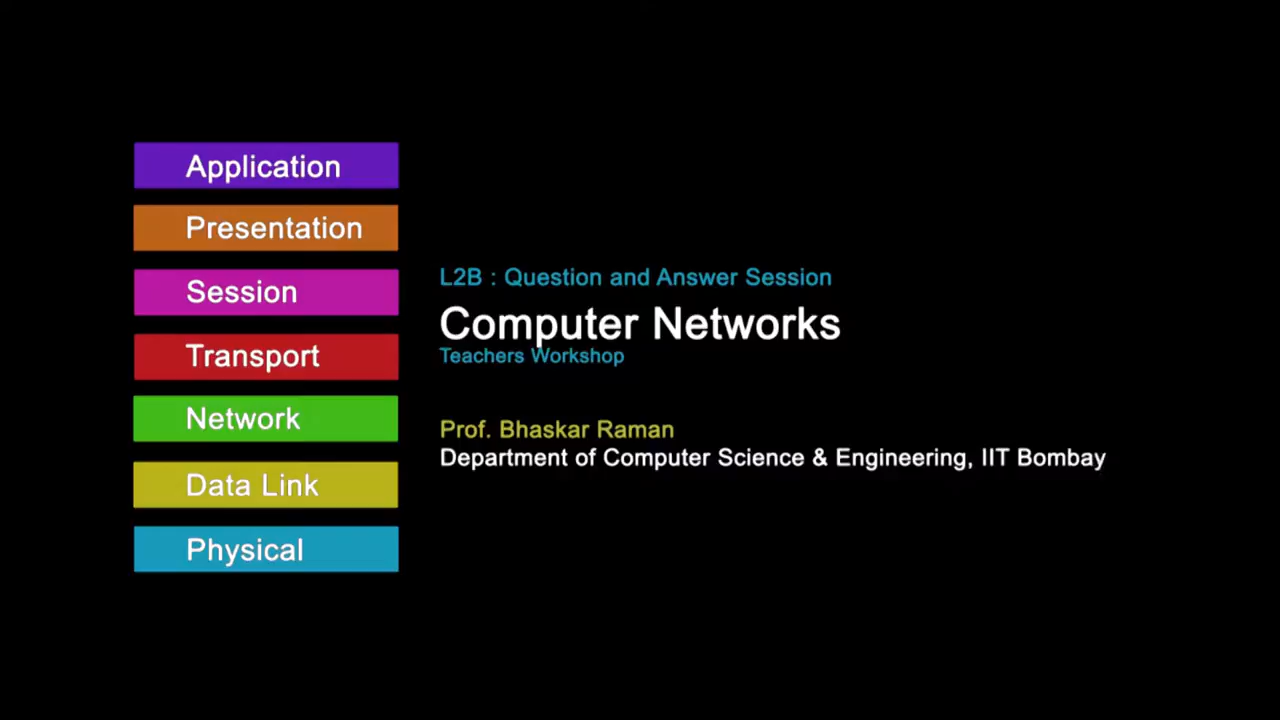 Application
Presentation
Session
Transport
Network
Data Link
Physical
L2B : Question and Answer Session
Computer Networks
Teachers Workshop
Prof. Bhaskar Raman
Department of Computer Science & Engineering, IIT Bombay